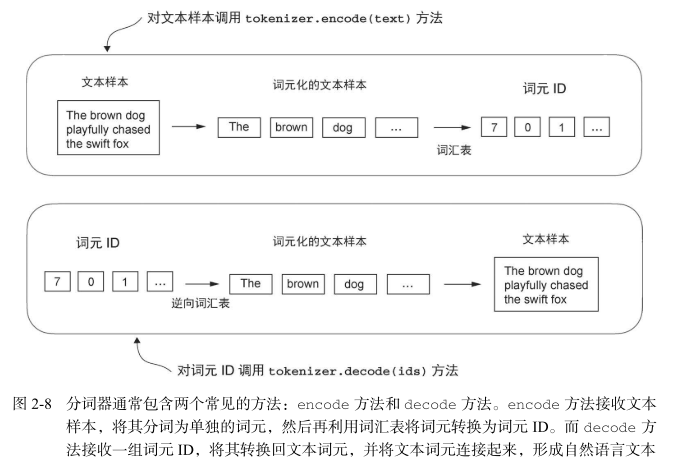 对文本样本调用 tokenizer.encode(text) 方法
文本样本
词元化的文本样本
词元 ID
The brown dog
playfully chased
the swift fox
The
brown
dog
...
7
0
1
...
词汇表
词元 ID
词元化的文本样本
文本样本
7
0
1
...
逆向词汇表
The
brown
dog
...
The brown dog
playfully chased
the swift fox
对词元 ID 调用 tokenizer.decode(ids) 方法
图 2-8 分词器通常包含两个常见的方法：encode 方法和 decode 方法。encode 方法接收文本
样本，将其分词为单独的词元，然后再利用词汇表将词元转换为词元 ID。而 decode 方
法接收一组词元 ID，将其转换回文本词元，并将文本词元连接起来，形成自然语言文本